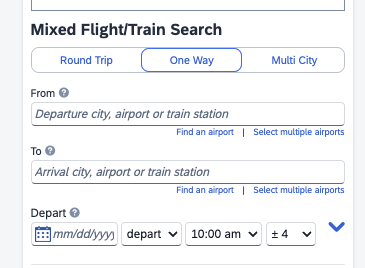 Mixed Flight/Train Search
Round Trip One Way Multi City
From ?
Departure city, airport or train station
Find an airport | Select multiple airports
To ?
Arrival city, airport or train station
Find an airport | Select multiple airports
Depart ?
mm/dd/yyyy depart 10:00 am ± 4